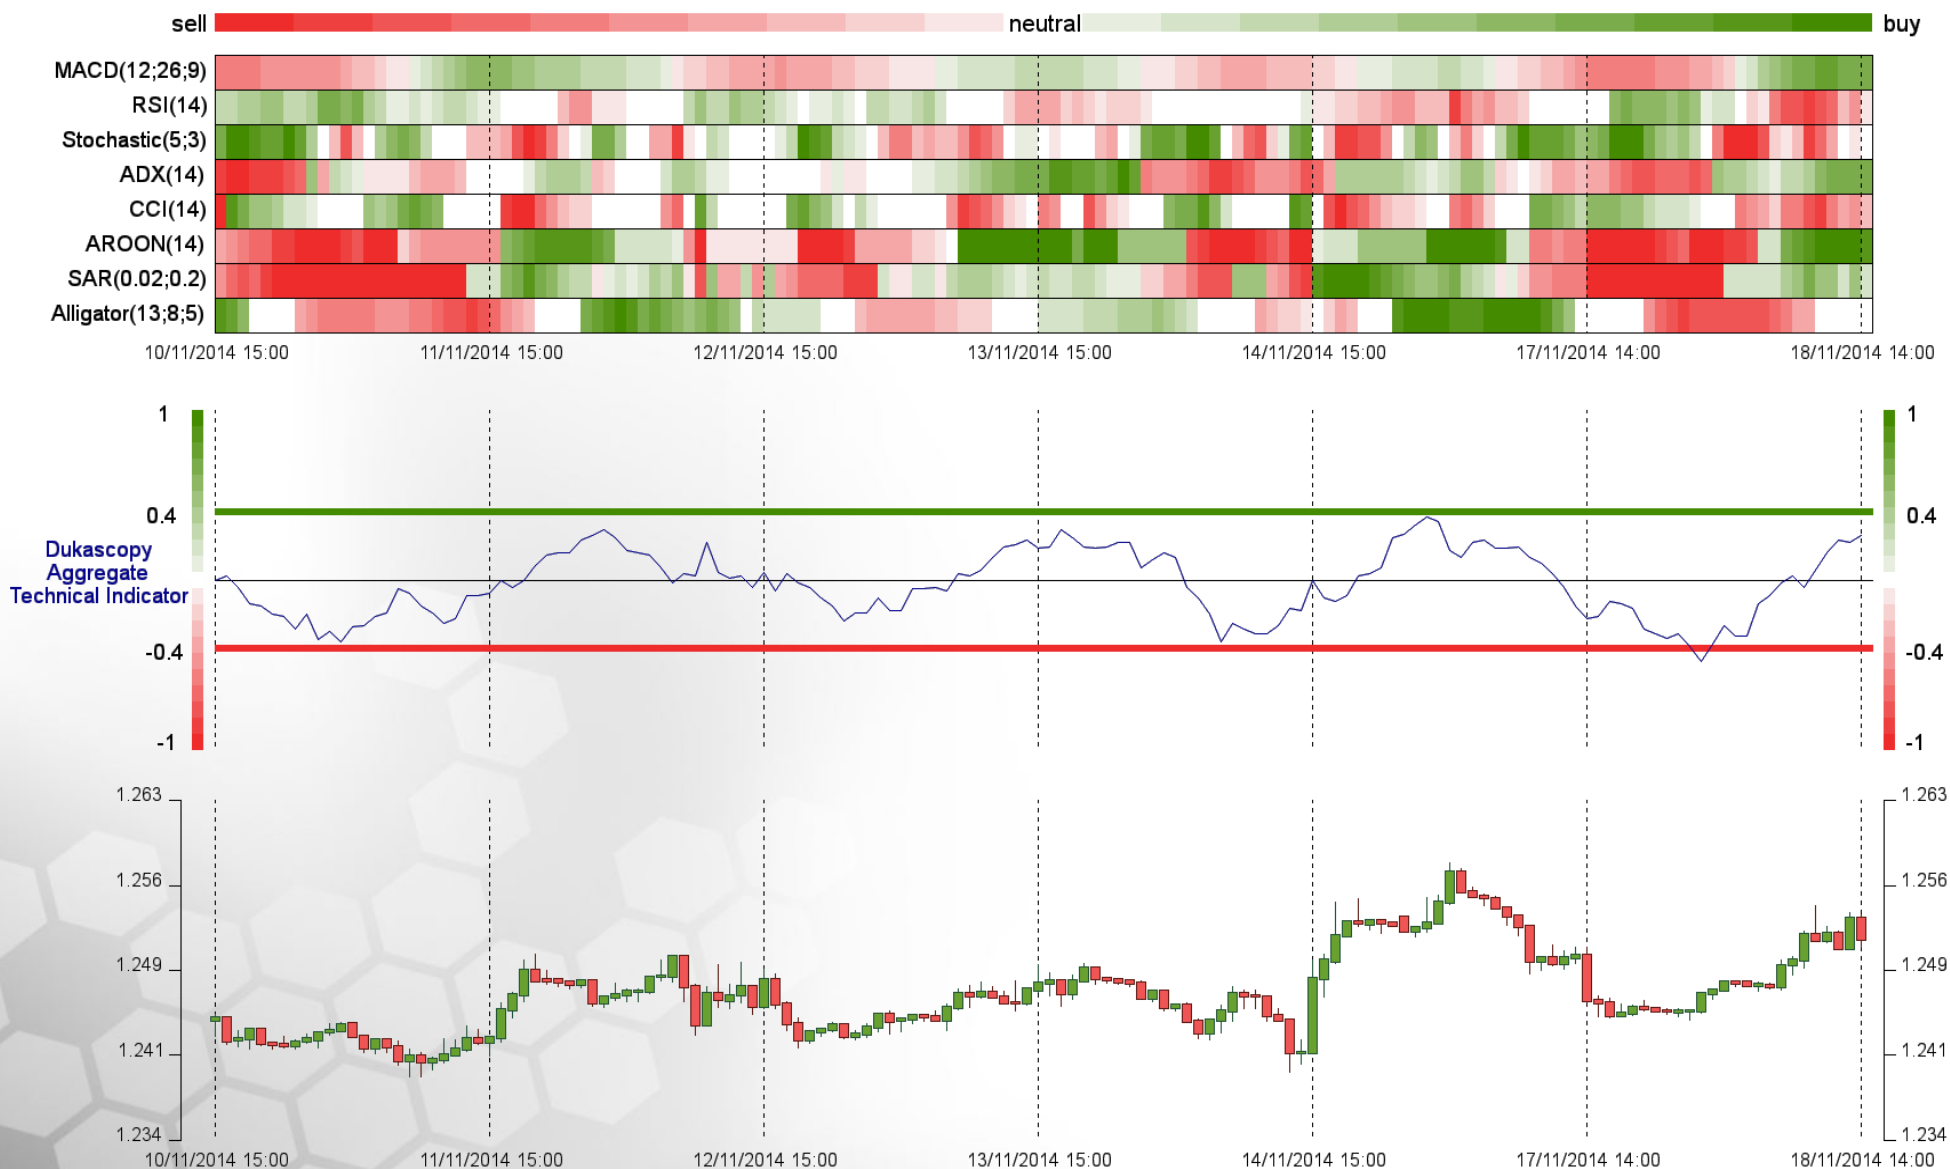 sell neutral buy
MACD(12;26;9)
RSI(14)
Stochastic(5;3)
ADX(14)
CCI(14)
AROON(14)
SAR(0.02;0.2)
Alligator(13;8;5)
10/11/2014 15:00 11/11/2014 15:00 12/11/2014 15:00 13/11/2014 15:00 14/11/2014 15:00 17/11/2014 14:00 18/11/2014 14:00
1 1
0.4 0.4
Dukascopy
Aggregate
Technical Indicator
-0.4 -0.4
-1 -1
1.263 1.263
1.256 1.256
1.249 1.249
1.241 1.241
1.234 1.234
10/11/2014 15:00 11/11/2014 15:00 12/11/2014 15:00 13/11/2014 15:00 14/11/2014 15:00 17/11/2014 14:00 18/11/2014 14:00